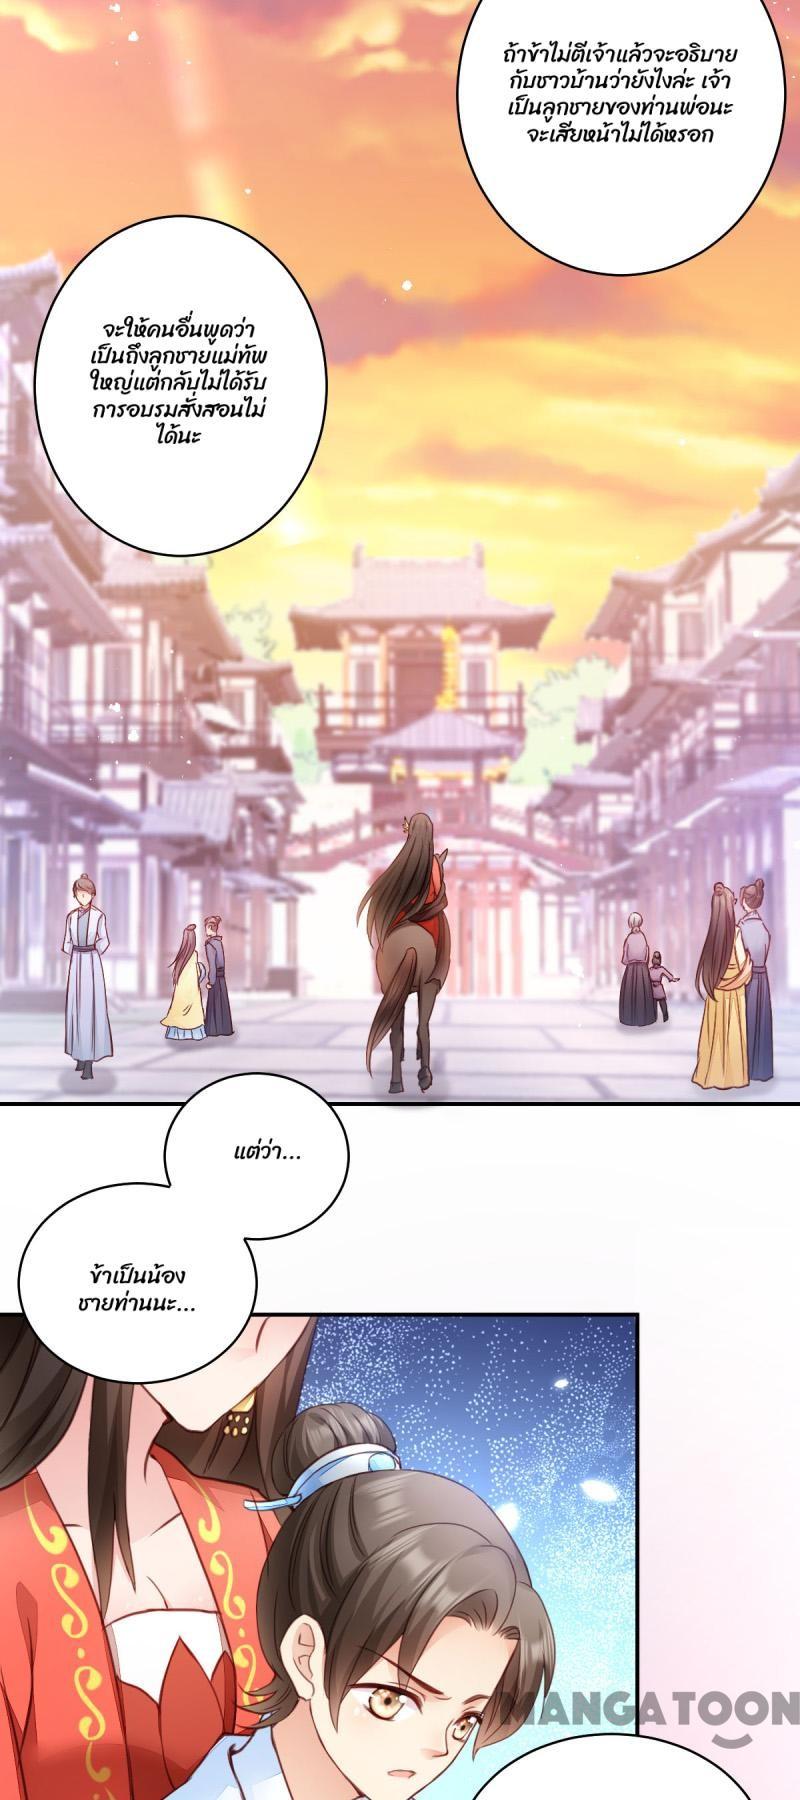 ถ้าข้าไม่ตีเจ้าแล้วจะอธิบาย
กับชาวบ้านว่ายังไงล่ะ เจ้า
เป็นลูกชายของท่านพ่อนะ
จะเสียหน้าไม่ได้หรอก
จะให้คนอื่นพูดว่า
เป็นถึงลูกชายแม่ทัพ
ใหญ่แต่กลับไม่ได้รับ
การอบรมสั่งสอนไม่
ได้นะ
แต่ว่า...
ข้าเป็นน้อง
ชายท่านนะ...
MANGATOON